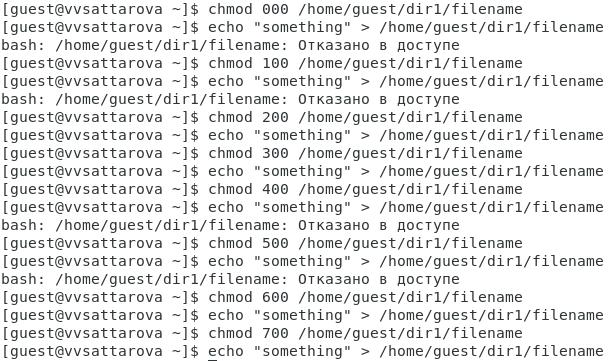 [guest@vvsattarova ~]$ chmod 000 /home/guest/dir1/filename
[guest@vvsattarova ~]$ echo "something" > /home/guest/dir1/filename
bash: /home/guest/dir1/filename: Отказано в доступе
[guest@vvsattarova ~]$ chmod 100 /home/guest/dir1/filename
[guest@vvsattarova ~]$ echo "something" > /home/guest/dir1/filename
bash: /home/guest/dir1/filename: Отказано в доступе
[guest@vvsattarova ~]$ chmod 200 /home/guest/dir1/filename
[guest@vvsattarova ~]$ echo "something" > /home/guest/dir1/filename
[guest@vvsattarova ~]$ chmod 300 /home/guest/dir1/filename
[guest@vvsattarova ~]$ echo "something" > /home/guest/dir1/filename
[guest@vvsattarova ~]$ chmod 400 /home/guest/dir1/filename
[guest@vvsattarova ~]$ echo "something" > /home/guest/dir1/filename
bash: /home/guest/dir1/filename: Отказано в доступе
[guest@vvsattarova ~]$ chmod 500 /home/guest/dir1/filename
[guest@vvsattarova ~]$ echo "something" > /home/guest/dir1/filename
bash: /home/guest/dir1/filename: Отказано в доступе
[guest@vvsattarova ~]$ chmod 600 /home/guest/dir1/filename
[guest@vvsattarova ~]$ echo "something" > /home/guest/dir1/filename
[guest@vvsattarova ~]$ chmod 700 /home/guest/dir1/filename
[guest@vvsattarova ~]$ echo "something" > /home/guest/dir1/filename